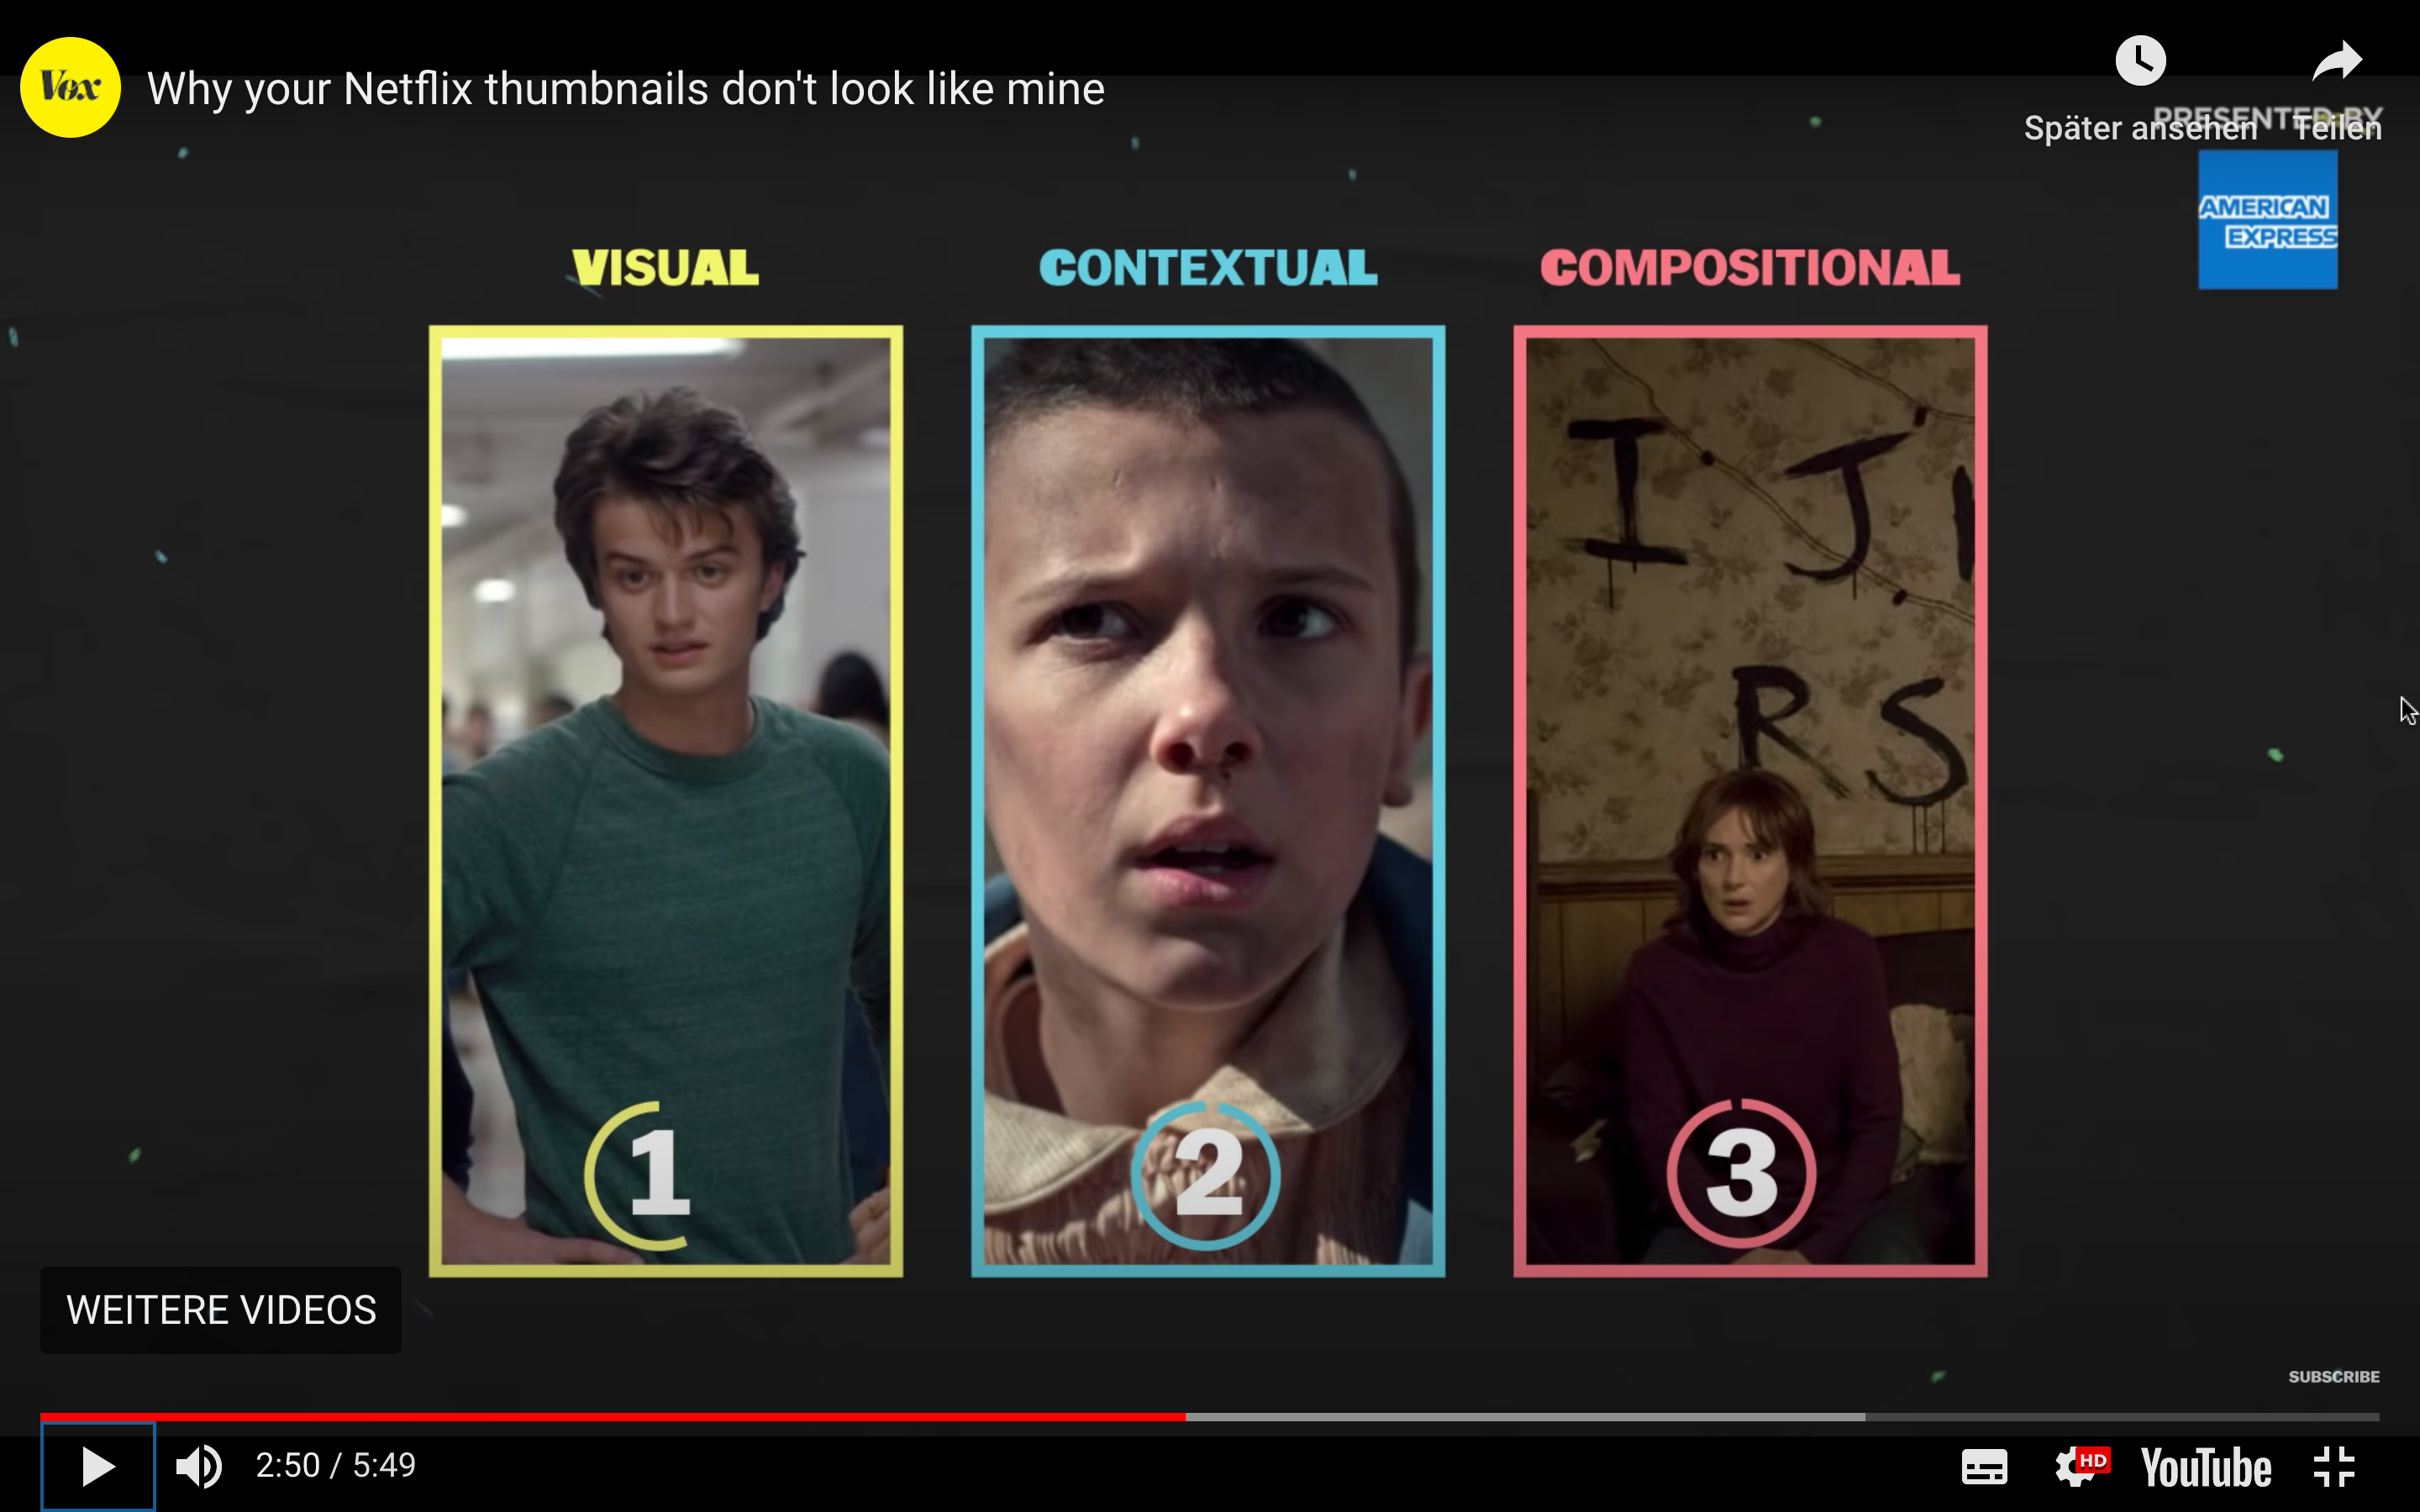 Vox
Why your Netflix thumbnails don't look like mine
PRESENTED BY
Später ansehen
Teilen
AMERICAN
EXPRESS
VISUAL
CONTEXTUAL
COMPOSITIONAL
I J
R S
1
2
3
WEITERE VIDEOS
SUBSCRIBE
2:50 / 5:49
HD
YouTube